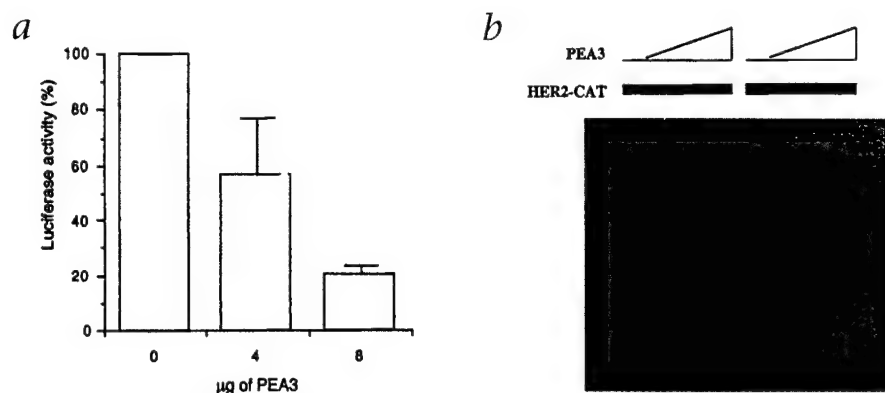 a
Luciferase activity (%)
100
80
60
40
20
0
0 4 8
µg of PEA3
b
PEA3
HER2-CAT